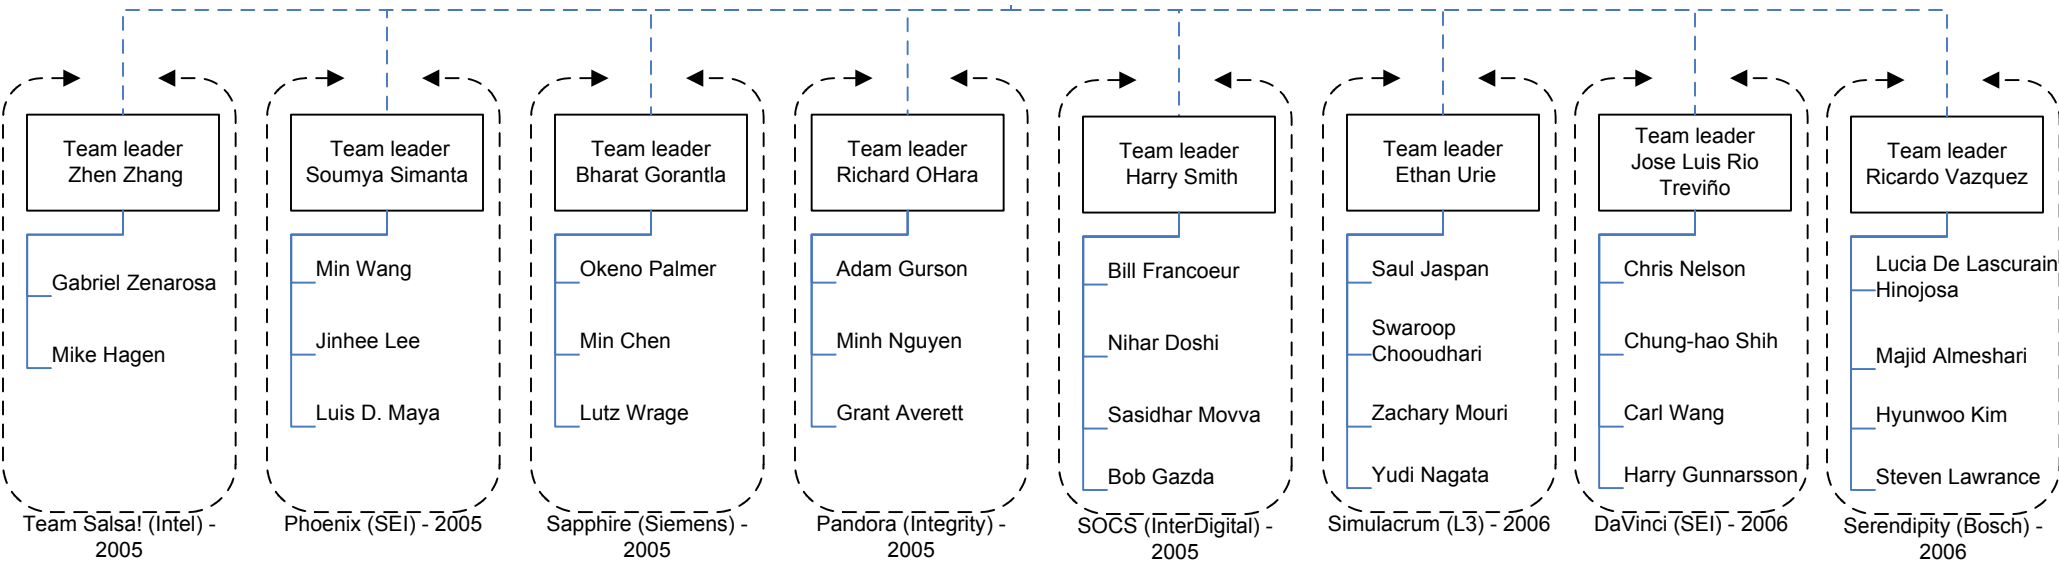 Team leader
Zhen Zhang
Gabriel Zenarosa
Mike Hagen
Team Salsa! (Intel) -
2005
Team leader
Soumya Simanta
Min Wang
Jinhee Lee
Luis D. Maya
Phoenix (SEI) - 2005
Team leader
Bharat Gorantla
Okeno Palmer
Min Chen
Lutz Wrage
Sapphire (Siemens) -
2005
Team leader
Richard OHara
Adam Gurson
Minh Nguyen
Grant Averett
Pandora (Integrity) -
2005
Team leader
Harry Smith
Bill Francoeur
Nihar Doshi
Sasidhar Movva
Bob Gazda
SOCS (InterDigital) -
2005
Team leader
Ethan Urie
Saul Jaspan
Swaroop
Chooudhari
Zachary Mouri
Yudi Nagata
Simulacrum (L3) - 2006
Team leader
Jose Luis Rio
Treviño
Chris Nelson
Chung-hao Shih
Carl Wang
Harry Gunnarsson
DaVinci (SEI) - 2006
Team leader
Ricardo Vazquez
Lucia De Lascurain
Hinojosa
Majid Almeshari
Hyunwoo Kim
Steven Lawrance
Serendipity (Bosch) -
2006